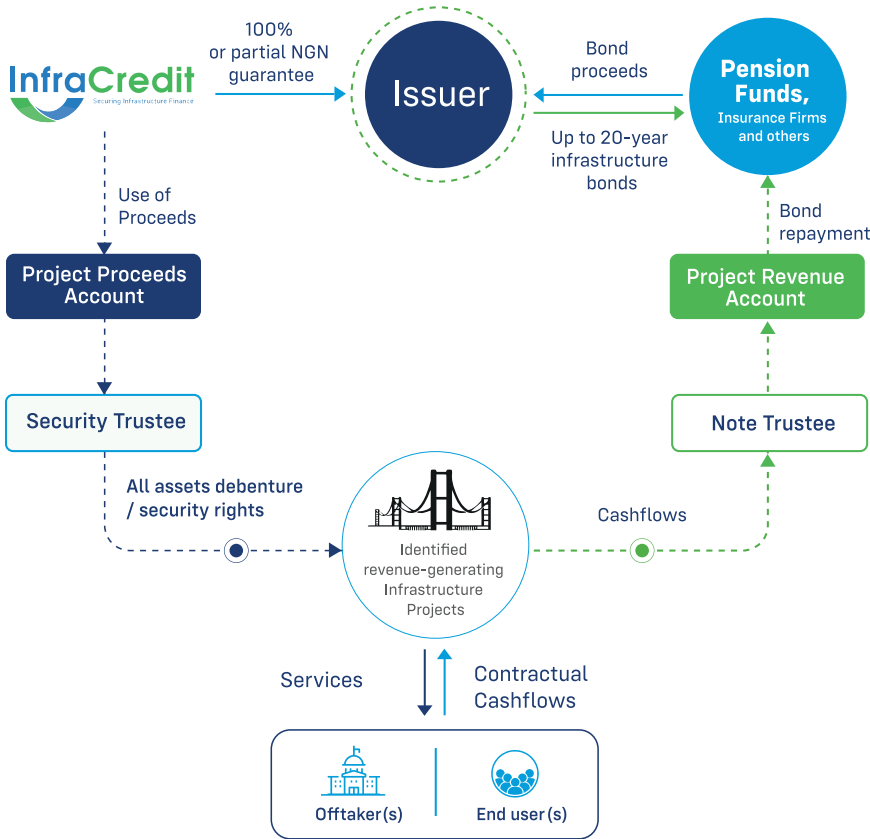 InfraCredit
Securing Infrastructure Finance
100%
or partial NGN
guarantee
Issuer
Bond
proceeds
Up to 20-year
infrastructure
bonds
Pension
Funds,
Insurance Firms
and others
Use of
Proceeds
Bond
repayment
Project Proceeds
Account
Project Revenue
Account
Security Trustee
Note Trustee
All assets debenture
/ security rights
Identified
revenue-generating
Infrastructure
Projects
Cashflows
Services
Contractual
Cashflows
Offtaker(s)
End user(s)